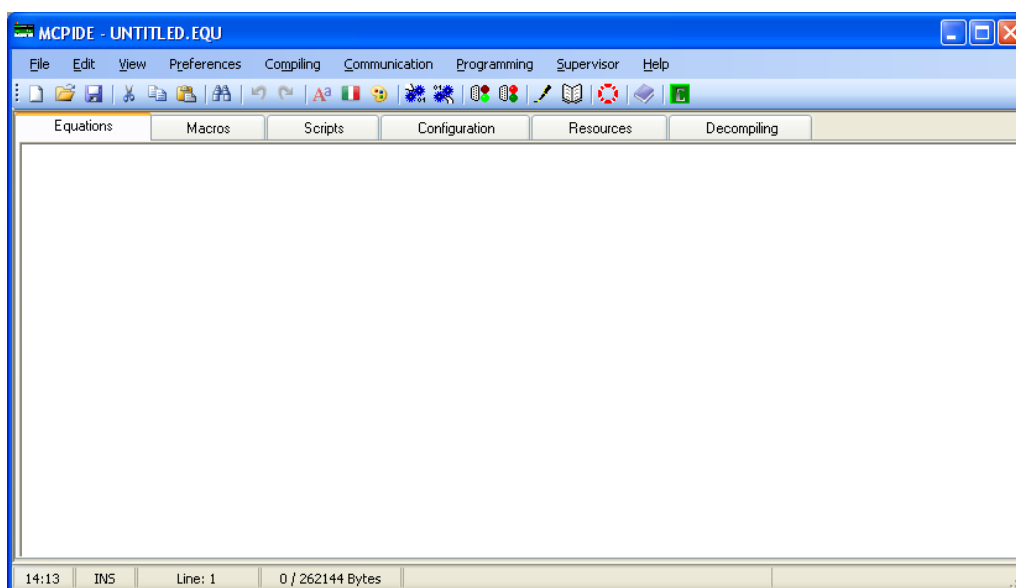 MCPIDE - UNTITLED.EQU
File Edit View Preferences Compiling Communication Programming Supervisor Help
Equations Macros Scripts Configuration Resources Decompiling
14:13 INS Line: 1 0 / 262144 Bytes